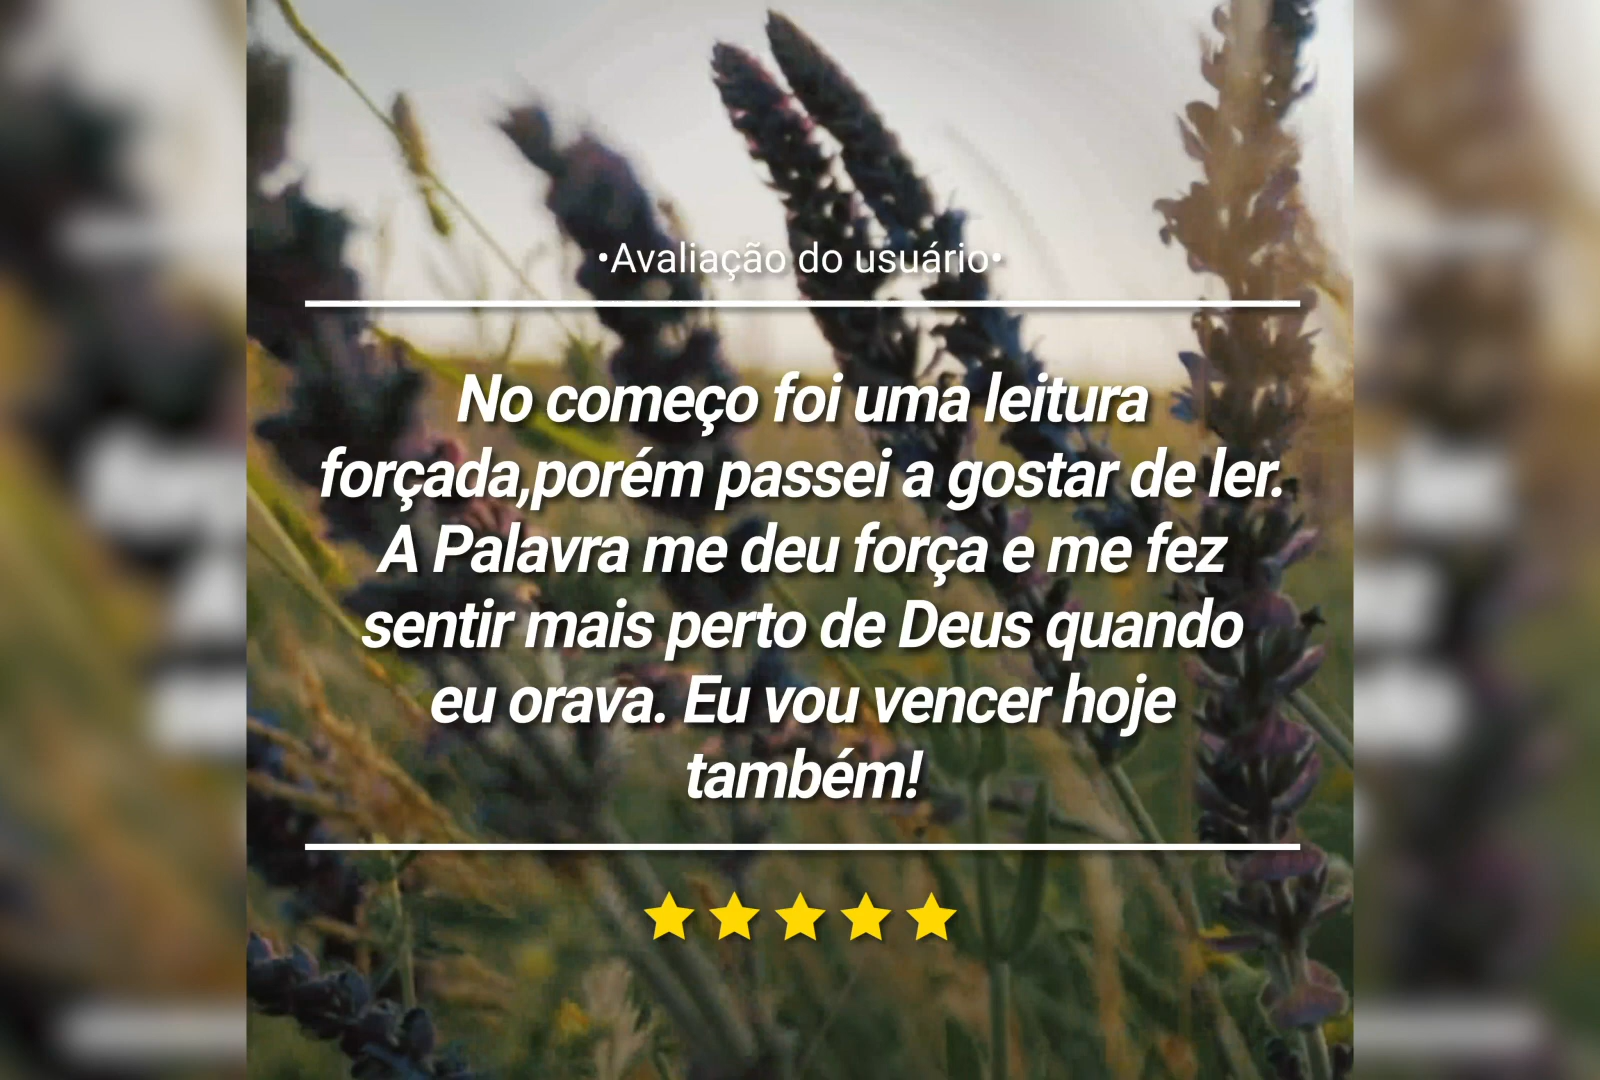 •Avaliação do usuário•
No começo foi uma leitura
forçada,porém passei a gostar de ler.
A Palavra me deu força e me fez
sentir mais perto de Deus quando
eu orava. Eu vou vencer hoje
também!